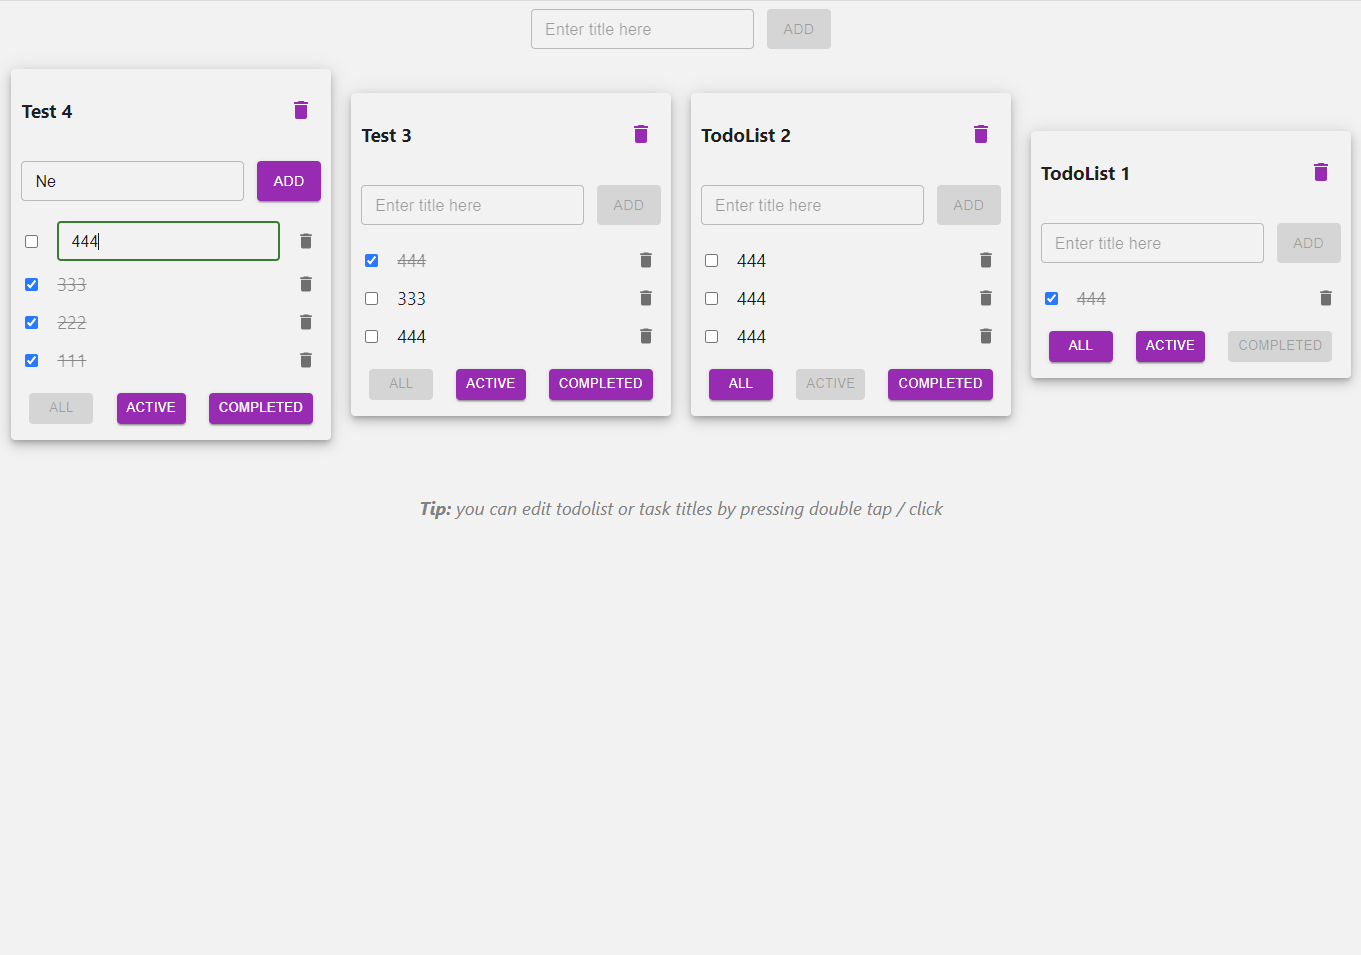 Enter title here ADD
Test 4
Ne ADD
444
333
222
111
ALL ACTIVE COMPLETED
Test 3
Enter title here ADD
444
333
444
ALL ACTIVE COMPLETED
TodoList 2
Enter title here ADD
444
444
444
ALL ACTIVE COMPLETED
TodoList 1
Enter title here ADD
444
ALL ACTIVE COMPLETED
Tip: you can edit todolist or task titles by pressing double tap / click